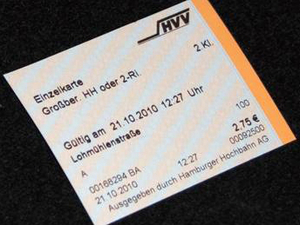 HVV
Einzelkarte 2 Kl.
Großber. HH oder 2-Ri.
Gültig am 21.10.2010 12:27 Uhr
Lohmühlenstraße 100
A 2,75 €
00168294 BA 12:27 00092500
21.10.2010
Ausgegeben durch Hamburger Hochbahn AG